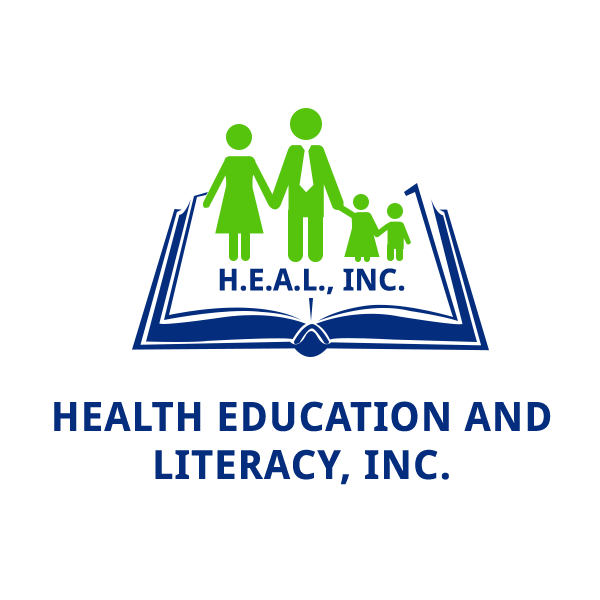 H.E.A.L., INC.
HEALTH EDUCATION AND
LITERACY, INC.